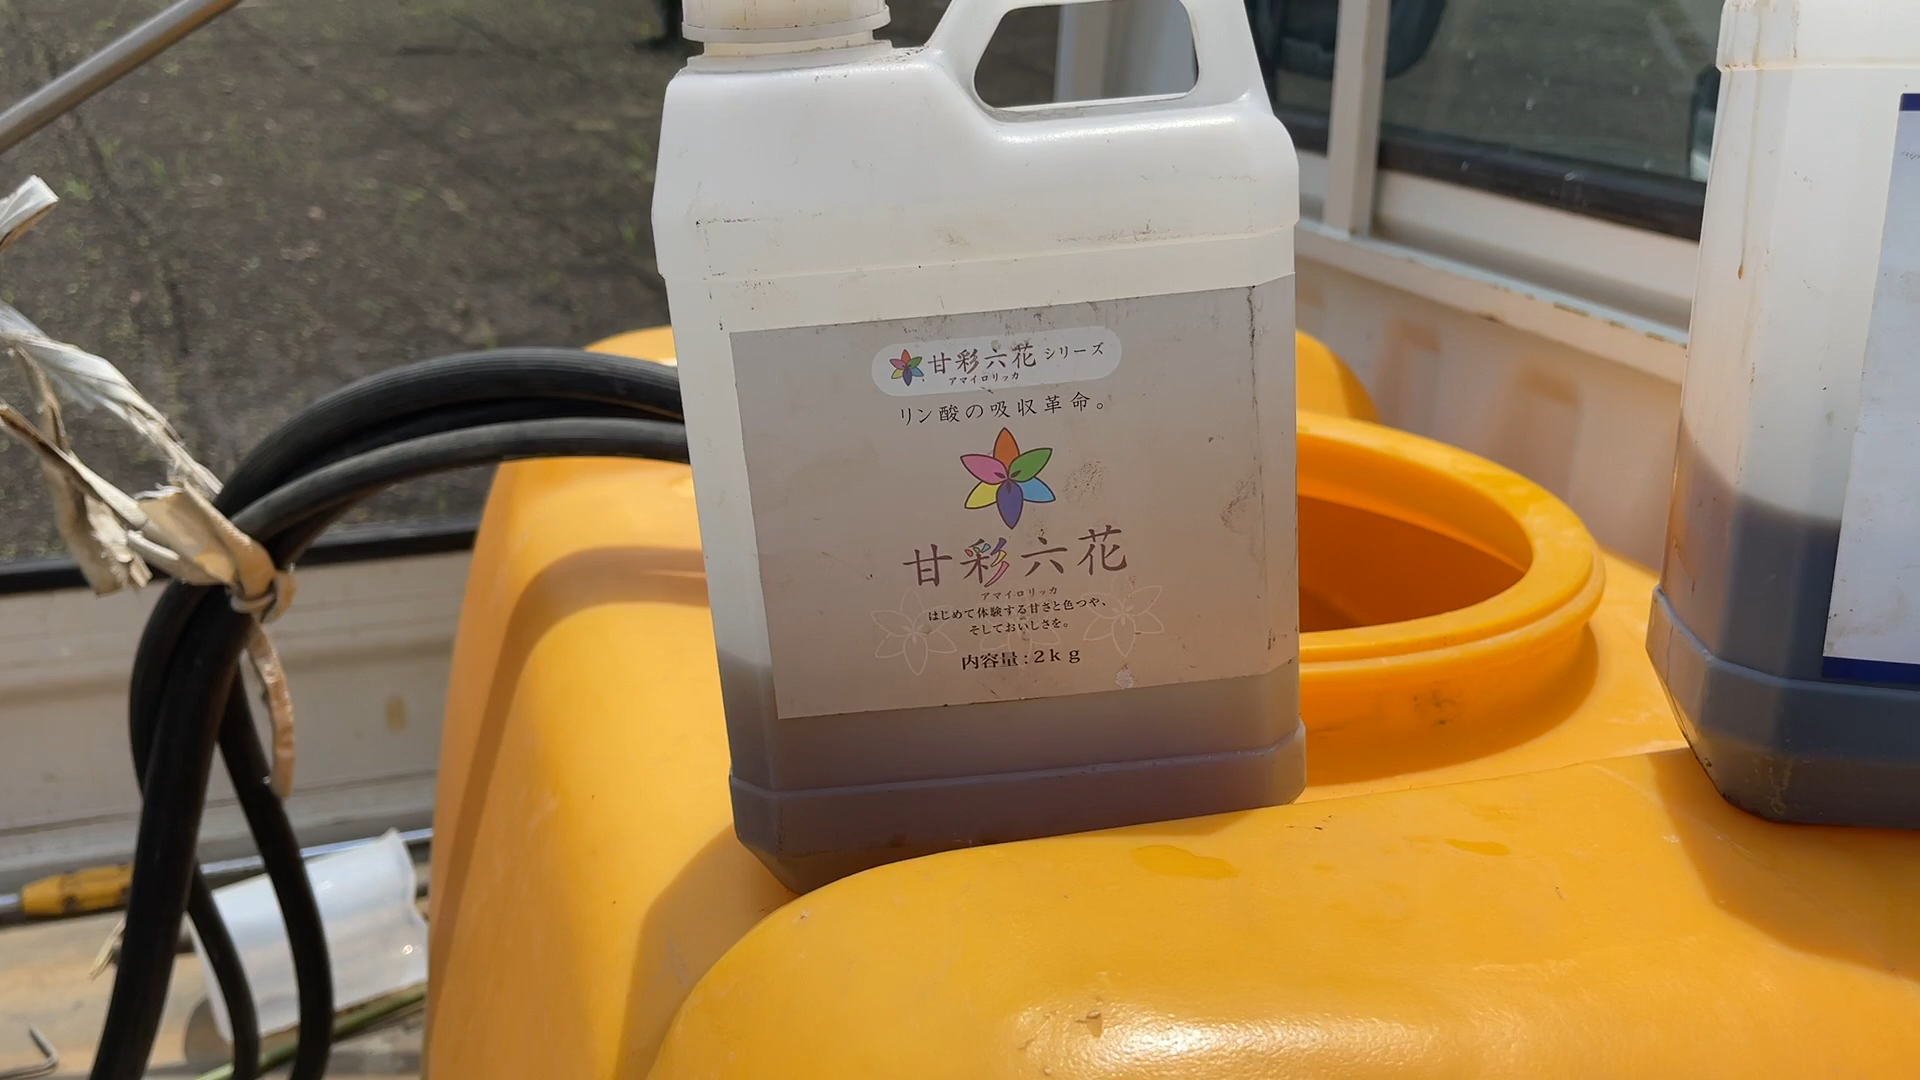 甘彩六花シリーズ
アマイロリッカ
リン酸の吸収革命。
甘彩六花
アマイロリッカ
はじめて体験する甘さと色つや、
そしておいしさを。
内容量:2kg